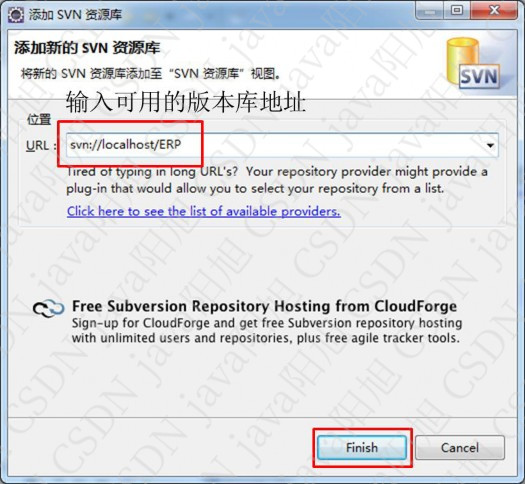 添加 SVN 资源库
添加新的 SVN 资源库
将新的 SVN 资源库添加至“SVN 资源库”视图。
SVN
输入可用的版本库地址
位置
URL： svn://localhost/ERP
Tired of typing in long URL's? Your repository provider might provide a
plug-in that would allow you to select your repository from a list.
Click here to see the list of available providers.
Free Subversion Repository Hosting from CloudForge
Sign-up for CloudForge and get free Subversion repository hosting
with unlimited users and repositories, plus free agile tracker tools.
Finish Cancel
CSDN java阳旭